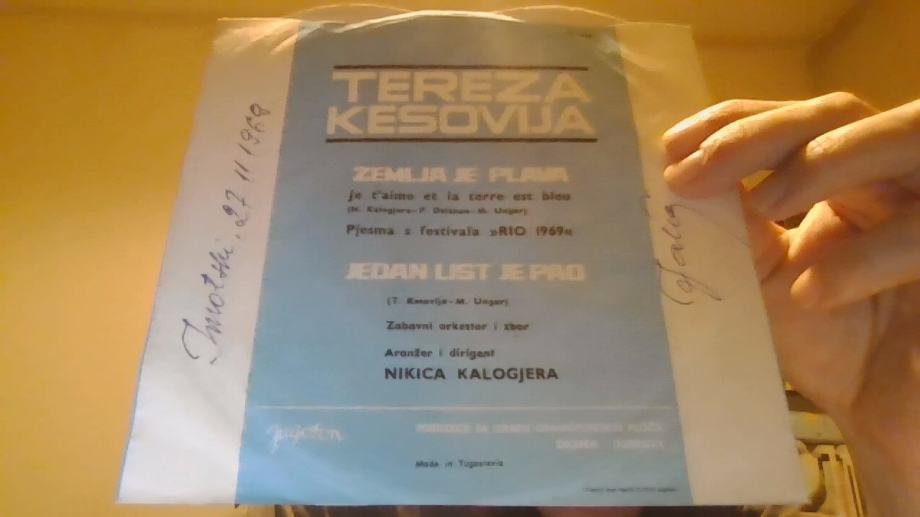 TEREZA
KESOVIJA
ZEMLJA JE PLAVA
je t'aime et la terre est bleu
(N. Kalogjera-P. Delanoe-M. Ungar)
Pjesma s festivala »RIO 1969«
JEDAN LIST JE PAO
(T. Kesovija-M. Ungar)
Zabavni orkestar i zbor
Aranžer i dirigent
NIKICA KALOGJERA
jugoton
Made in Yugoslavia
Imotski, 27 11 1969